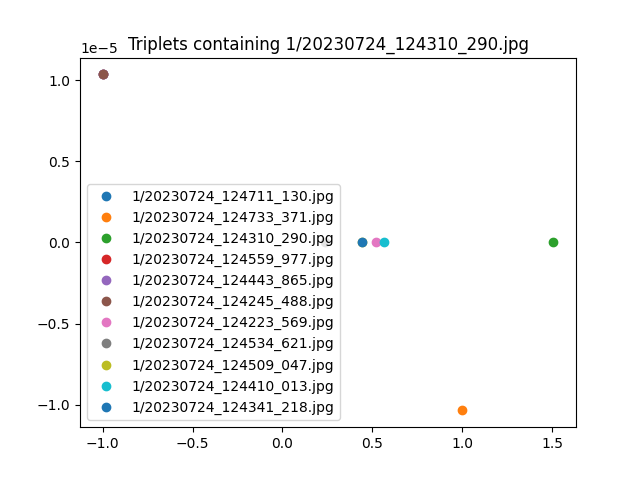 Triplets containing 1/20230724_124310_290.jpg
1e−5
1.0
0.5
0.0
−0.5
−1.0
1/20230724_124711_130.jpg
1/20230724_124733_371.jpg
1/20230724_124310_290.jpg
1/20230724_124559_977.jpg
1/20230724_124443_865.jpg
1/20230724_124245_488.jpg
1/20230724_124223_569.jpg
1/20230724_124534_621.jpg
1/20230724_124509_047.jpg
1/20230724_124410_013.jpg
1/20230724_124341_218.jpg
−1.0 −0.5 0.0 0.5 1.0 1.5